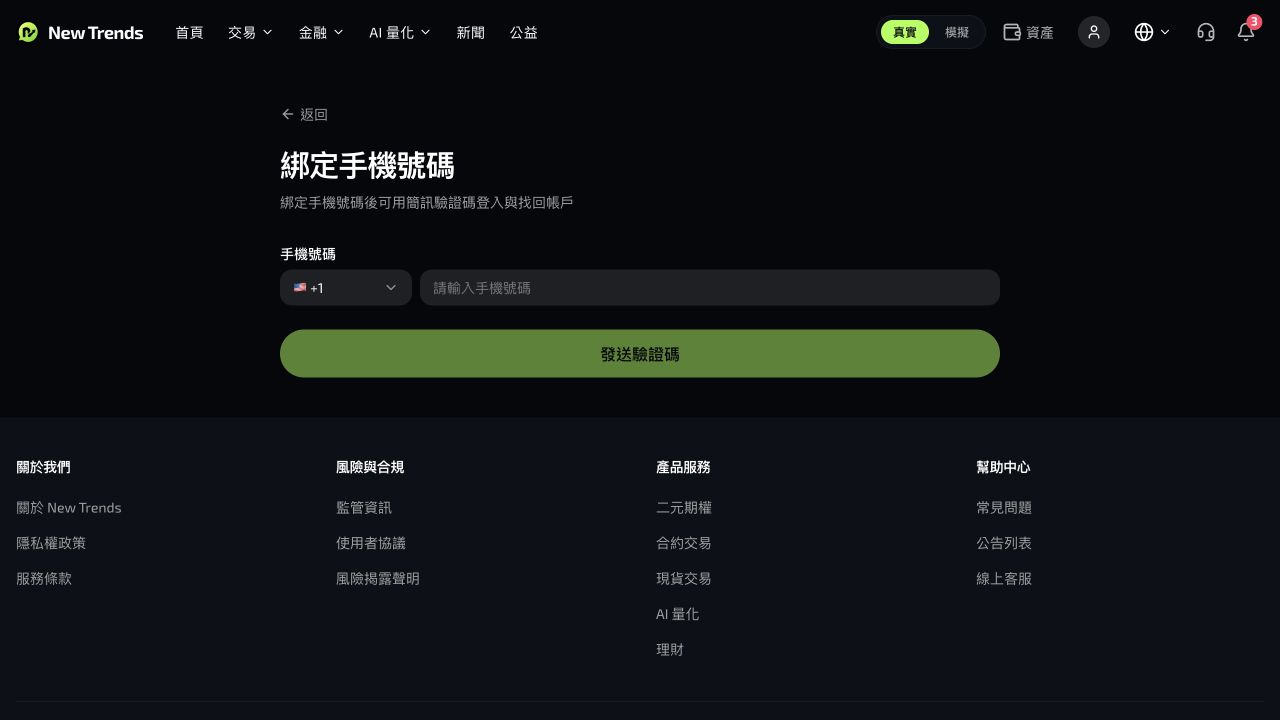 New Trends
首頁
交易
金融
AI 量化
新聞
公益
真實
模擬
資產
3
返回
綁定手機號碼
綁定手機號碼後可用簡訊驗證碼登入與找回帳戶
手機號碼
+1
請輸入手機號碼
發送驗證碼
關於我們
關於 New Trends
隱私權政策
服務條款
風險與合規
監管資訊
使用者協議
風險揭露聲明
產品服務
二元期權
合約交易
現貨交易
AI 量化
理財
幫助中心
常見問題
公告列表
線上客服